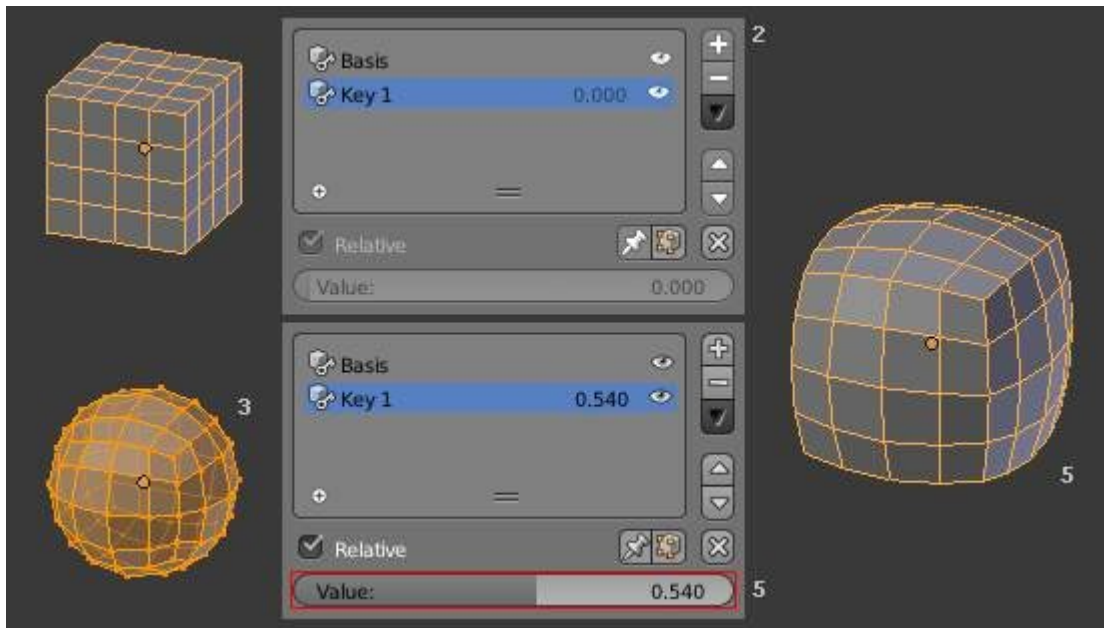 2
Basis
Key 1 0.000
Relative
Value: 0.000
3
Basis
Key 1 0.540
Relative
Value: 0.540
5
5